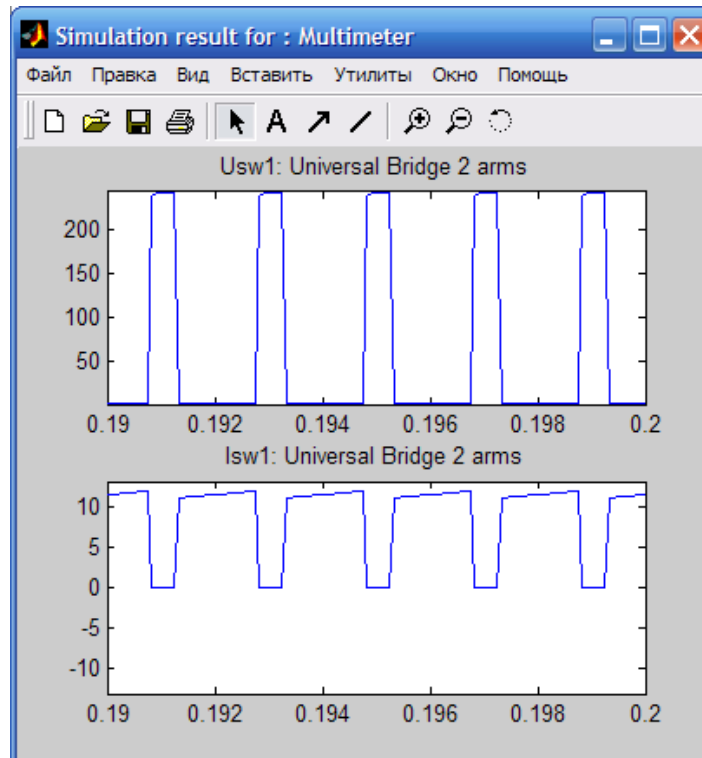 Simulation result for : Multimeter
Файл Правка Вид Вставить Утилиты Окно Помощь
A
Usw1: Universal Bridge 2 arms
200
150
100
50
0.19 0.192 0.194 0.196 0.198 0.2
Isw1: Universal Bridge 2 arms
10
5
0
-5
-10
0.19 0.192 0.194 0.196 0.198 0.2